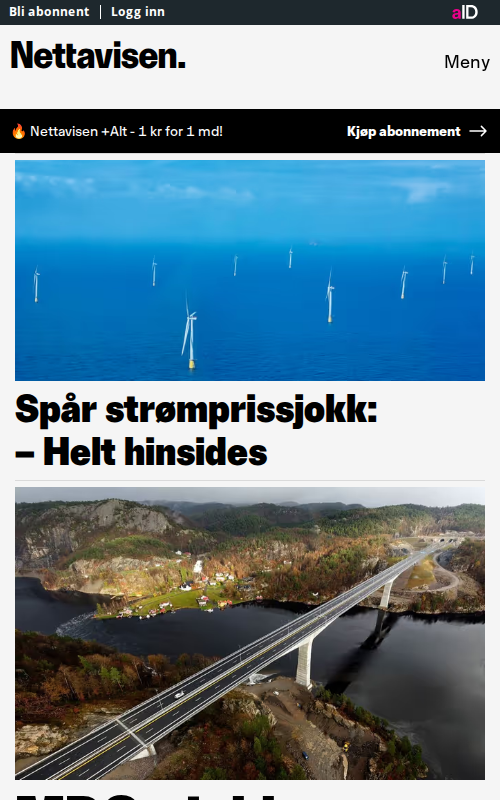 Bli abonnent | Logg inn
aID
Nettavisen.
Meny
🔥 Nettavisen +Alt - 1 kr for 1 md!
Kjøp abonnement →
Spår strømprissjokk:
– Helt hinsides